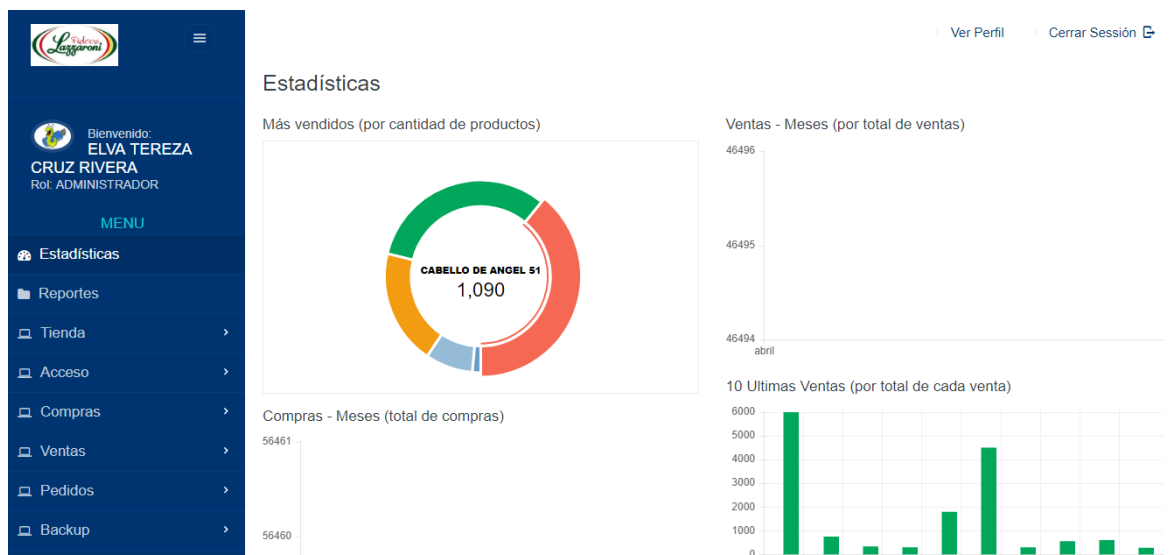 Fideos
Lazzaroni
Ver Perfil
Cerrar Sessión
Bienvenido:
ELVA TEREZA
CRUZ RIVERA
Rol: ADMINISTRADOR
MENU
Estadísticas
Reportes
Tienda
Acceso
Compras
Ventas
Pedidos
Backup
Estadísticas
Más vendidos (por cantidad de productos)
CABELLO DE ANGEL 51
1,090
Compras - Meses (total de compras)
56461
56460
Ventas - Meses (por total de ventas)
46496
46495
46494
abril
10 Ultimas Ventas (por total de cada venta)
6000
5000
4000
3000
2000
1000
0